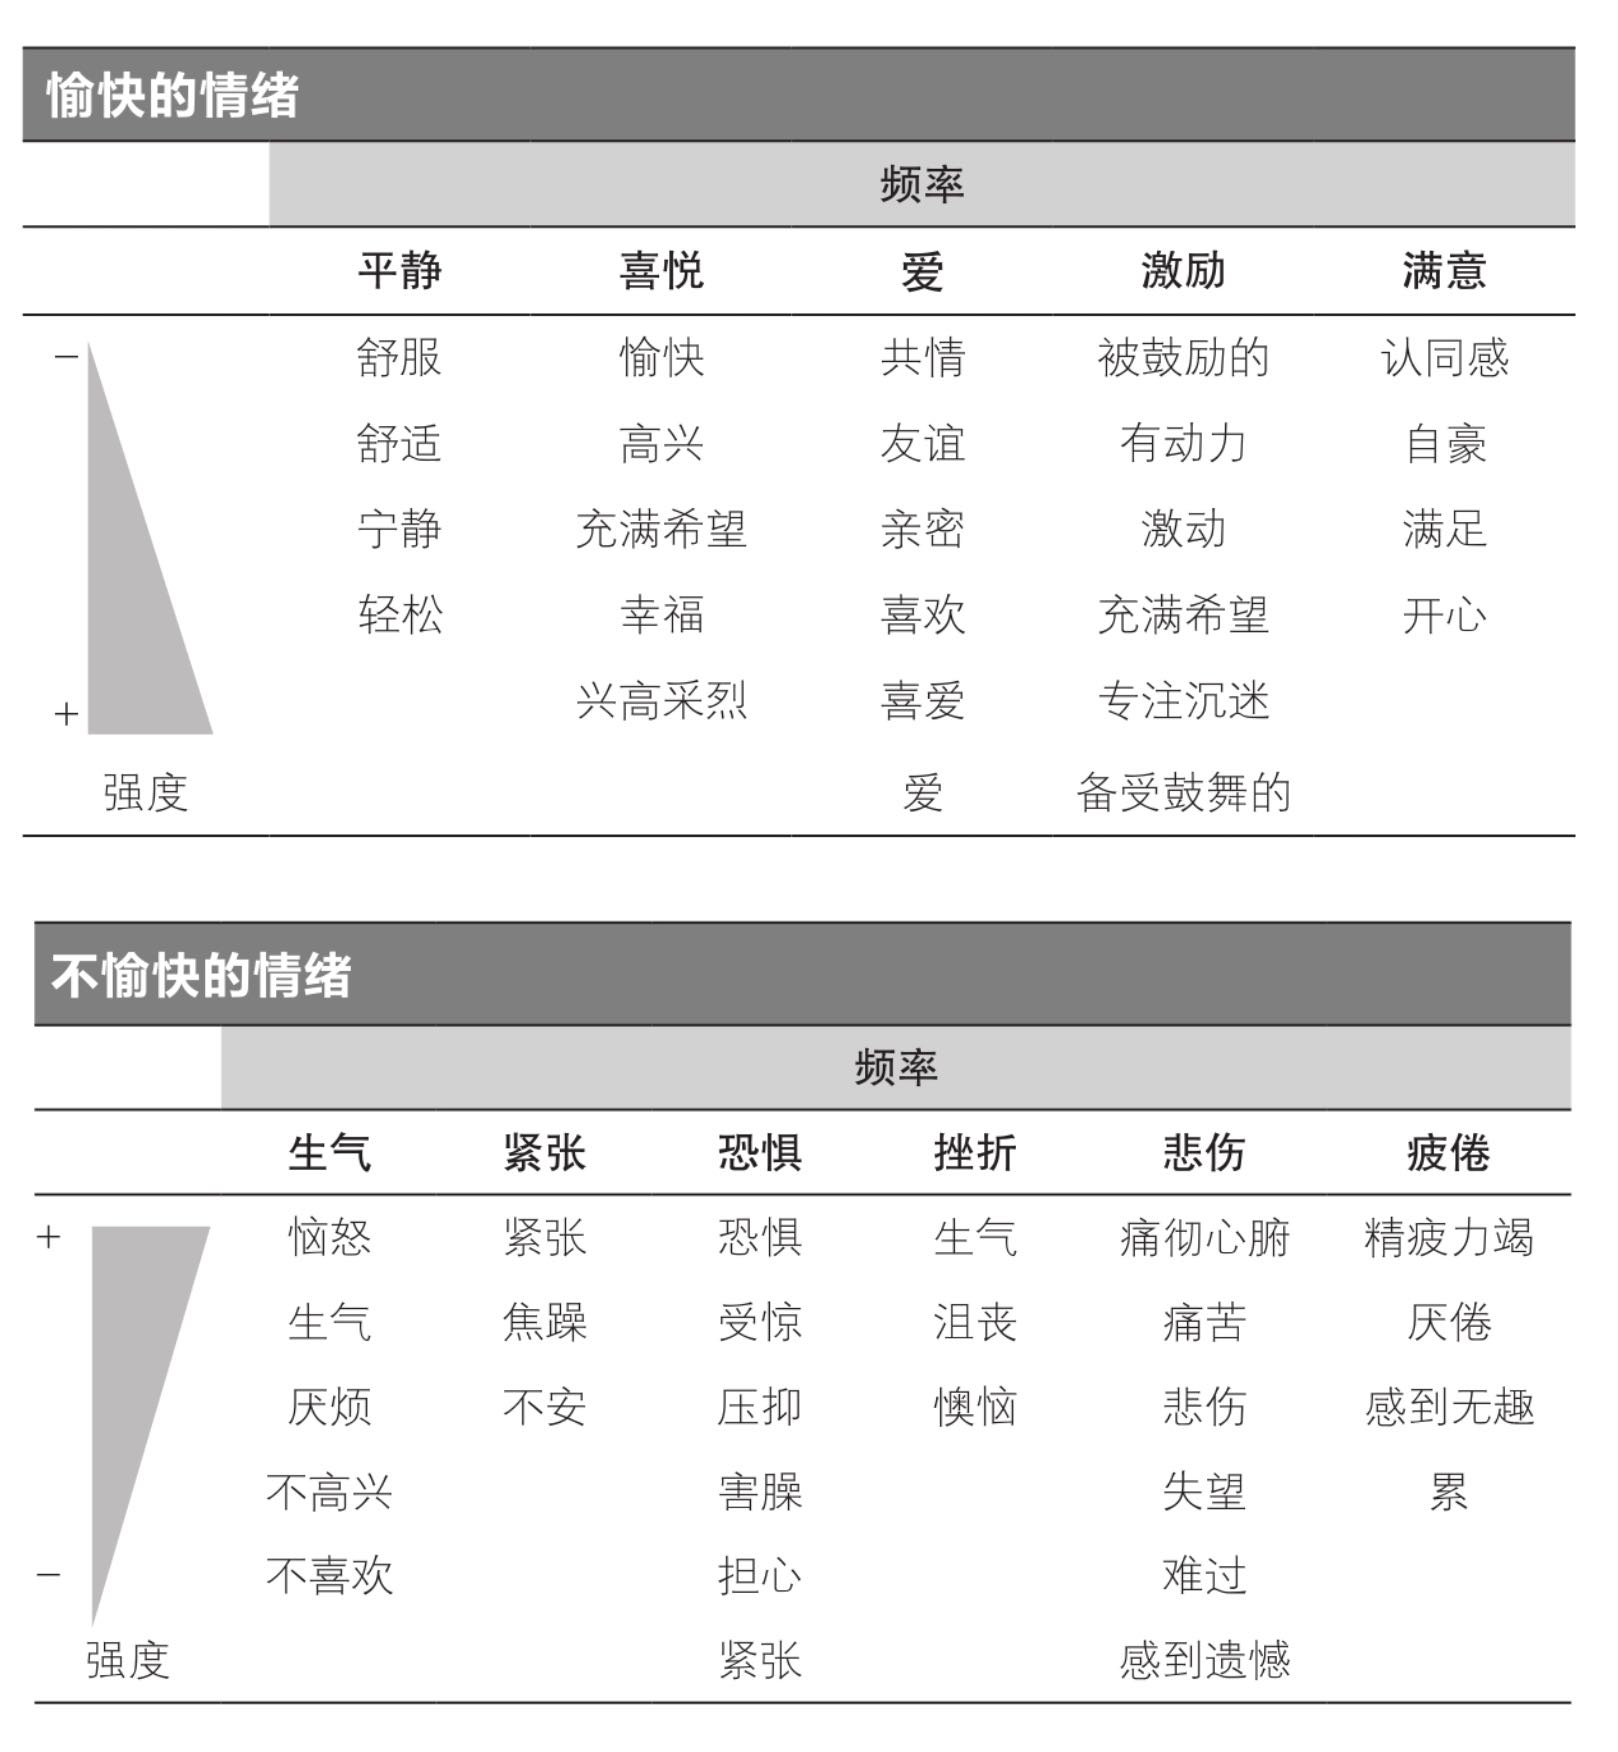 愉快的情绪
频率
平静 喜悦 爱 激励 满意
− 舒服 愉快 共情 被鼓励的 认同感
舒适 高兴 友谊 有动力 自豪
宁静 充满希望 亲密 激动 满足
轻松 幸福 喜欢 充满希望 开心
+ 兴高采烈 喜爱 专注沉迷
强度 爱 备受鼓舞的
不愉快的情绪
频率
生气 紧张 恐惧 挫折 悲伤 疲倦
+ 恼怒 紧张 恐惧 生气 痛彻心腑 精疲力竭
生气 焦躁 受惊 沮丧 痛苦 厌倦
厌烦 不安 压抑 懊恼 悲伤 感到无趣
不高兴 害臊 失望 累
− 不喜欢 担心 难过
强度 紧张 感到遗憾